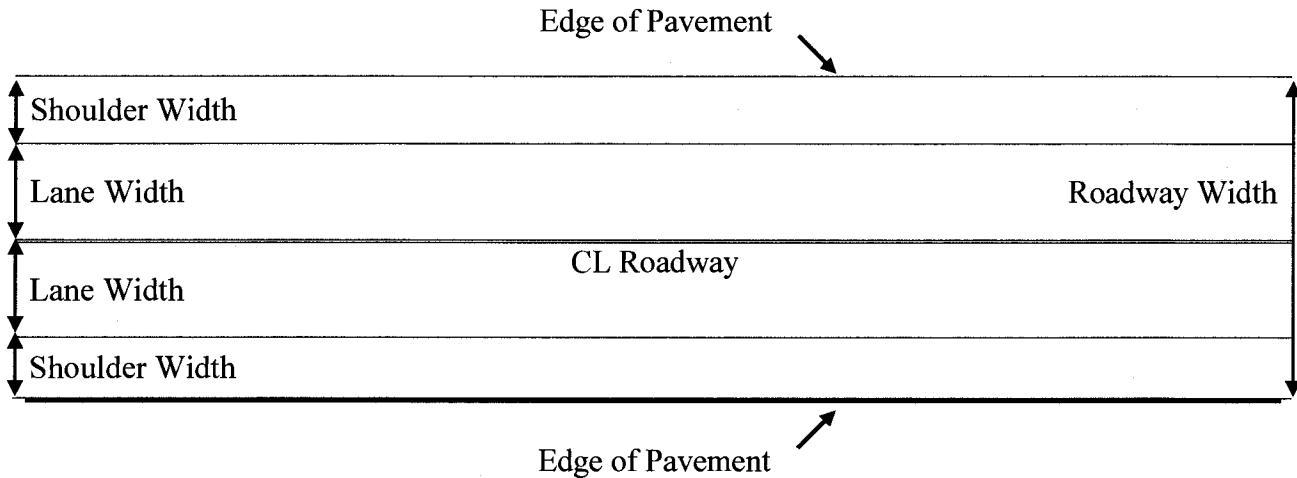 Edge of Pavement
Shoulder Width
Lane Width
Roadway Width
CL Roadway
Lane Width
Shoulder Width
Edge of Pavement